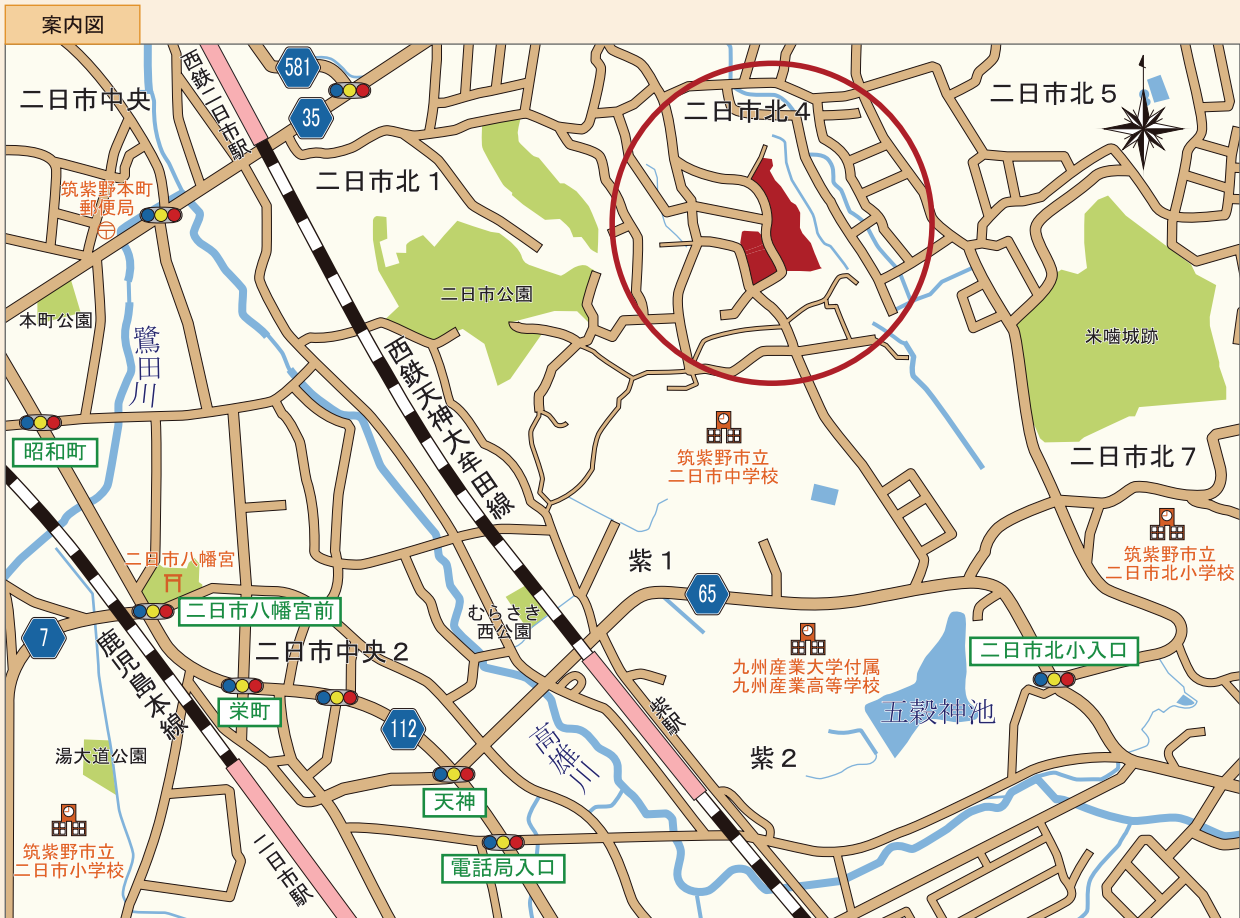 案内図
西鉄二日市駅
581
35
二日市中央
二日市北4
二日市北5
二日市北1
筑紫野本町
郵便局
二日市公園
本町公園
鷺田川
米噛城跡
西鉄天神大牟田線
昭和町
筑紫野市立
二日市中学校
二日市北7
筑紫野市立
二日市北小学校
二日市八幡宮
紫1
65
二日市八幡宮前
むらさき
西公園
7
鹿児島本線
二日市中央2
二日市北小入口
九州産業大学付属
九州産業高等学校
栄町
紫駅
五穀神池
112
高雄川
湯大道公園
紫2
天神
筑紫野市立
二日市小学校
二日市駅
電話局入口